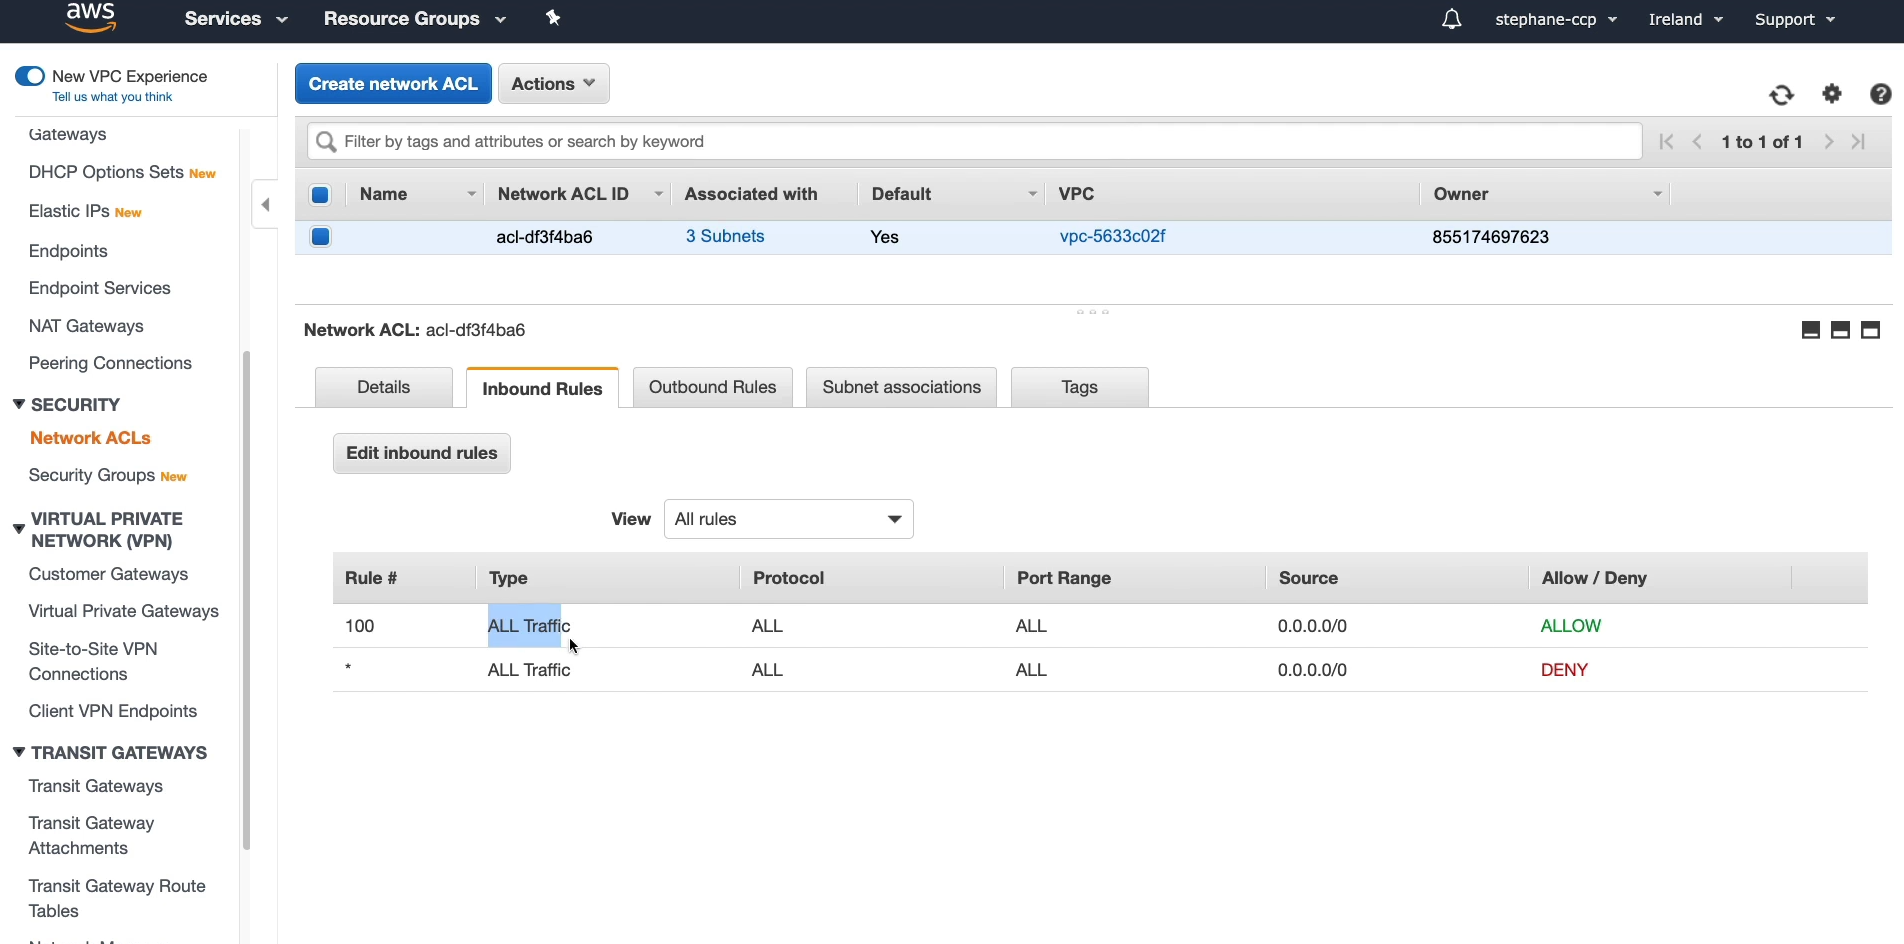 aws Services Resource Groups stephane-ccp Ireland Support
New VPC Experience
Tell us what you think
Gateways
DHCP Options Sets New
Elastic IPs New
Endpoints
Endpoint Services
NAT Gateways
Peering Connections
SECURITY
Network ACLs
Security Groups New
VIRTUAL PRIVATE
NETWORK (VPN)
Customer Gateways
Virtual Private Gateways
Site-to-Site VPN
Connections
Client VPN Endpoints
TRANSIT GATEWAYS
Transit Gateways
Transit Gateway
Attachments
Transit Gateway Route
Tables
Create network ACL Actions
Filter by tags and attributes or search by keyword 1 to 1 of 1
Name Network ACL ID Associated with Default VPC Owner
acl-df3f4ba6 3 Subnets Yes vpc-5633c02f 855174697623
Network ACL: acl-df3f4ba6
Details Inbound Rules Outbound Rules Subnet associations Tags
Edit inbound rules
View All rules
Rule # Type Protocol Port Range Source Allow / Deny
100 ALL Traffic ALL ALL 0.0.0.0/0 ALLOW
* ALL Traffic ALL ALL 0.0.0.0/0 DENY